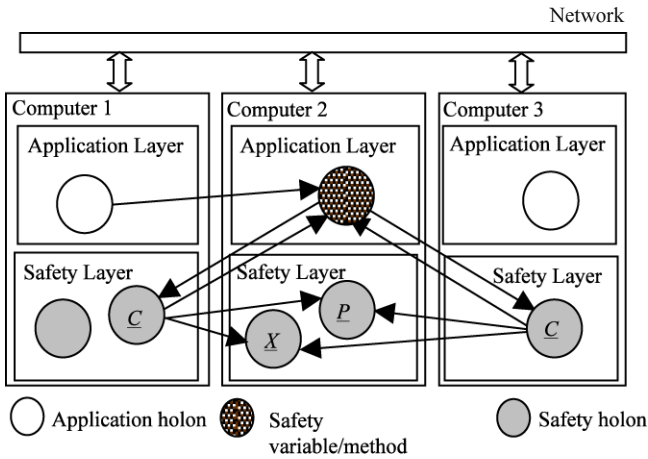 Network
Computer 1
Computer 2
Computer 3
Application Layer
Application Layer
Application Layer
Safety Layer
Safety Layer
Safety Layer
C
X
P
C
Application holon
Safety
variable/method
Safety holon